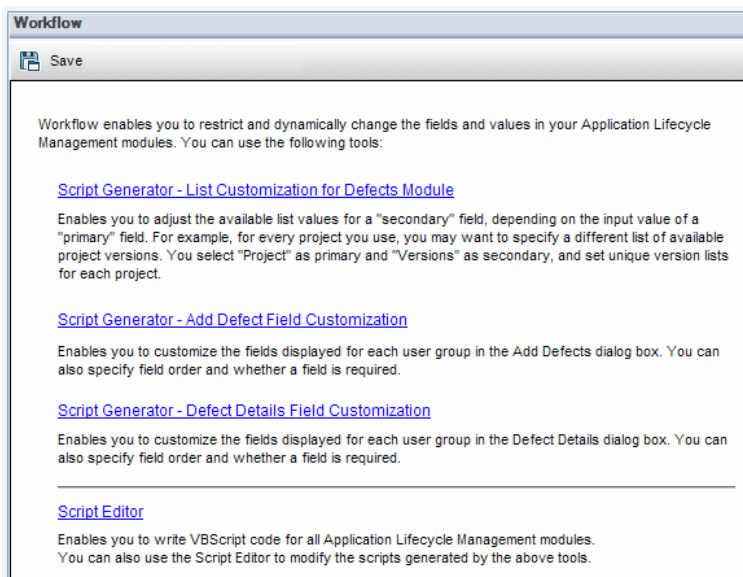 Workflow
Save
Workflow enables you to restrict and dynamically change the fields and values in your Application Lifecycle
Management modules. You can use the following tools:
Script Generator - List Customization for Defects Module
Enables you to adjust the available list values for a "secondary" field, depending on the input value of a
"primary" field. For example, for every project you use, you may want to specify a different list of available
project versions. You select "Project" as primary and "Versions" as secondary, and set unique version lists
for each project.
Script Generator - Add Defect Field Customization
Enables you to customize the fields displayed for each user group in the Add Defects dialog box. You can
also specify field order and whether a field is required.
Script Generator - Defect Details Field Customization
Enables you to customize the fields displayed for each user group in the Defect Details dialog box. You can
also specify field order and whether a field is required.
Script Editor
Enables you to write VBScript code for all Application Lifecycle Management modules.
You can also use the Script Editor to modify the scripts generated by the above tools.